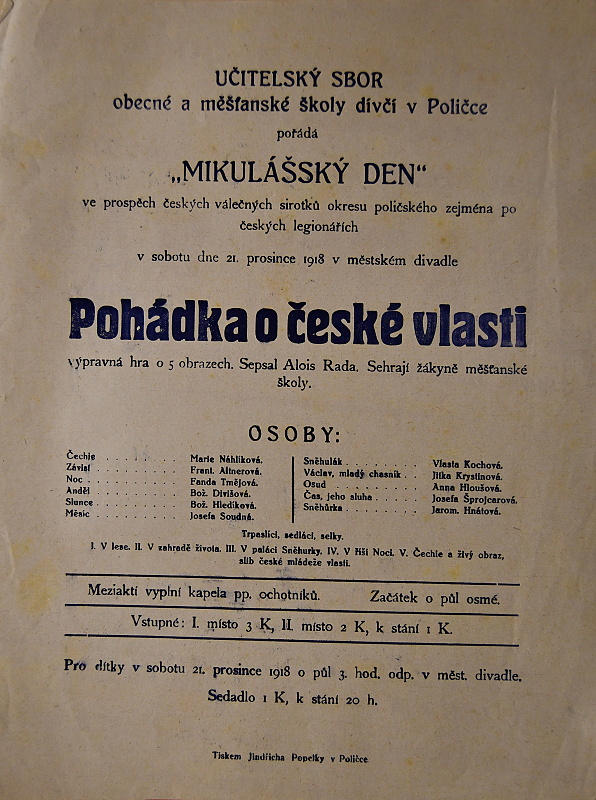 UČITELSKÝ SBOR
obecné a měšťanské školy dívčí v Poličce
pořádá
„MIKULÁŠSKÝ DEN“
ve prospěch českých válečných sirotků okresu poličského zejména po
českých legionářích
v sobotu dne 21. prosince 1918 v městském divadle
Pohádka o české vlasti
výpravná hra o 5 obrazech. Sepsal Alois Rada. Sehrají žákyně měšťanské
školy.
OSOBY:
Čechie . . . . . . . . . . Marie Náhlíková.
Závist . . . . . . . . . . Frant. Altnerová.
Noc . . . . . . . . . . Fanda Tmějová.
Anděl . . . . . . . . . . Bož. Divišová.
Slunce . . . . . . . . . . Bož. Hledíková.
Měsíc . . . . . . . . . . Josefa Soudná.
Sněhulák . . . . . . . . Vlasta Kochová.
Václav, mladý chasník . . Jitka Krystinová.
Osud . . . . . . . . . . Anna Hloušová.
Čas, jeho sluha . . . . . . Josefa Šprojcarová.
Sněhůrka . . . . . . . . Jarom. Hnátová.
Trpaslíci, sedláci, selky.
I. V lese. II. V zahradě života. III. V paláci Sněhurky. IV. V říši Noci. V. Čechie a živý obraz,
slib české mládeže vlasti.
Meziaktí vyplní kapela pp. ochotníků. Začátek o půl osmé.
Vstupné: I. místo 3 K, II. místo 2 K, k stání 1 K.
Pro dítky v sobotu 21. prosince 1918 o půl 3. hod. odp. v měst. divadle.
Sedadlo 1 K, k stání 20 h.
Tiskem Jindřicha Popelky v Poličce